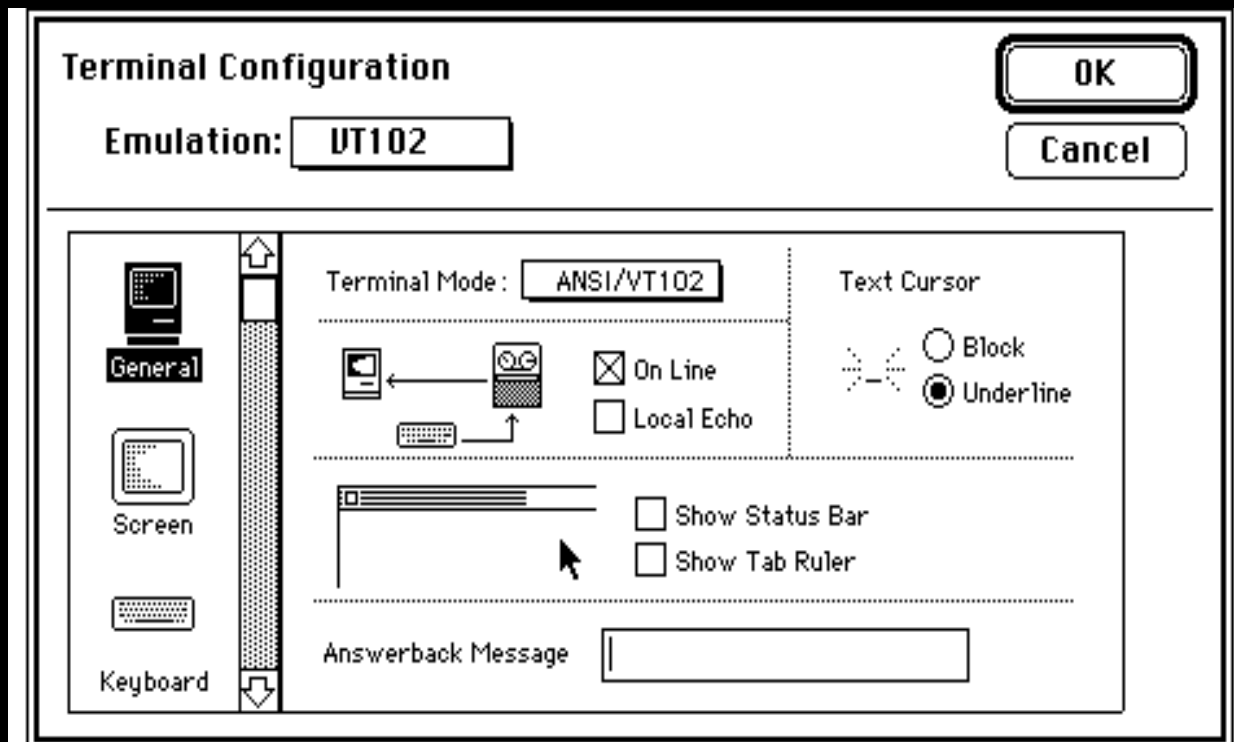 Terminal Configuration
OK
Emulation: VT102
Cancel
General
Screen
Keyboard
Terminal Mode: ANSI/VT102
On Line
Local Echo
Text Cursor
Block
Underline
Show Status Bar
Show Tab Ruler
Answerback Message